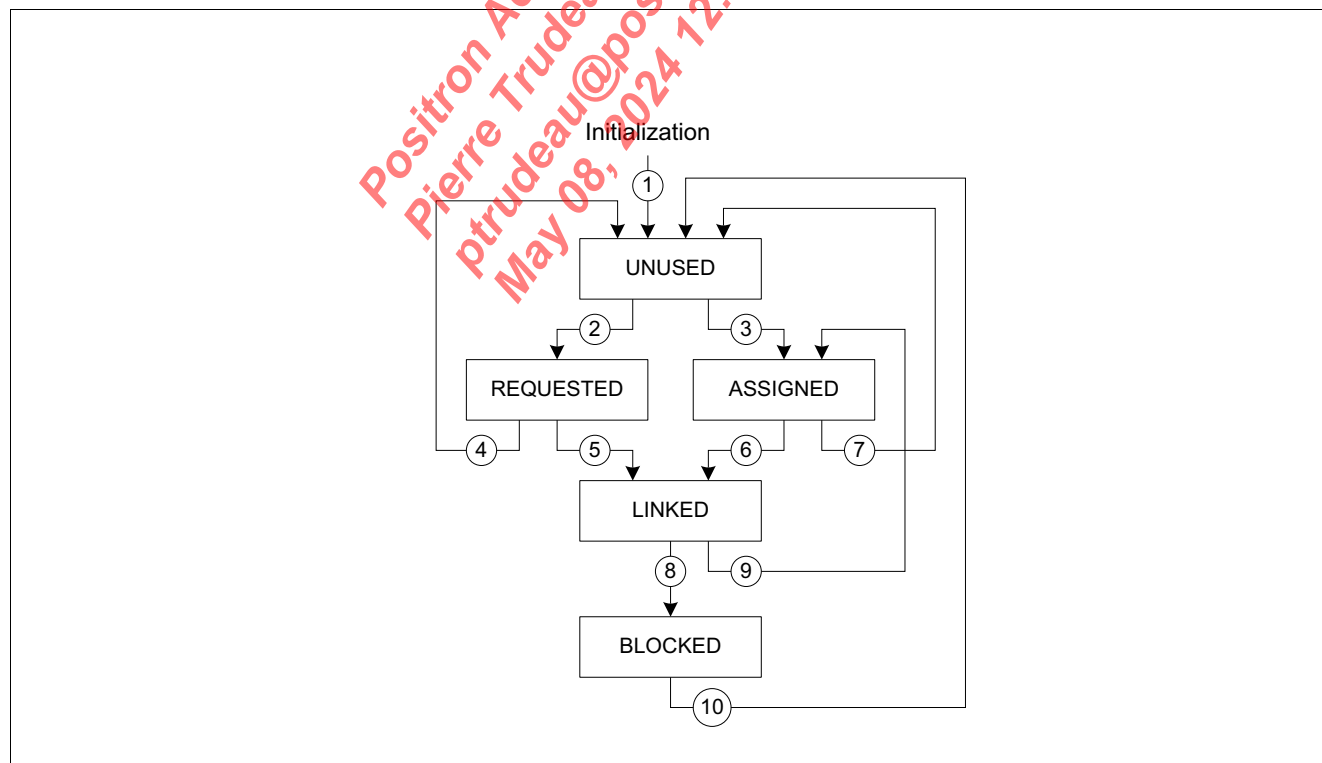 Positron
Pierre Trudeau
ptrudeau@pos
May 08, 2024 12:
Initialization
1
UNUSED
2
3
REQUESTED
ASSIGNED
4
5
6
7
LINKED
8
9
BLOCKED
10